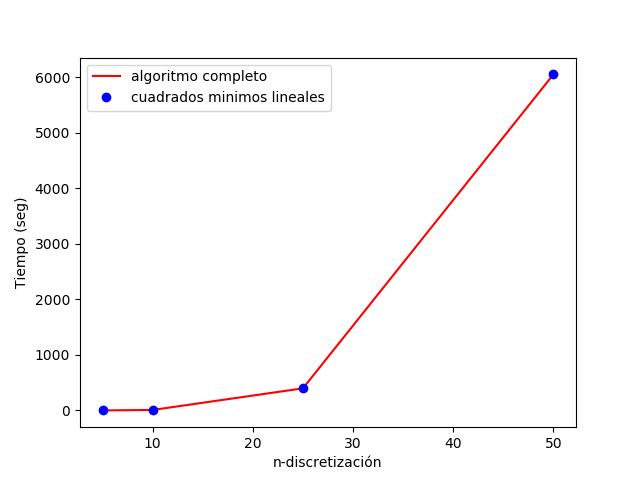 algoritmo completo
cuadrados minimos lineales
6000
5000
4000
3000
2000
1000
0
Tiempo (seg)
10 20 30 40 50
n-discretización